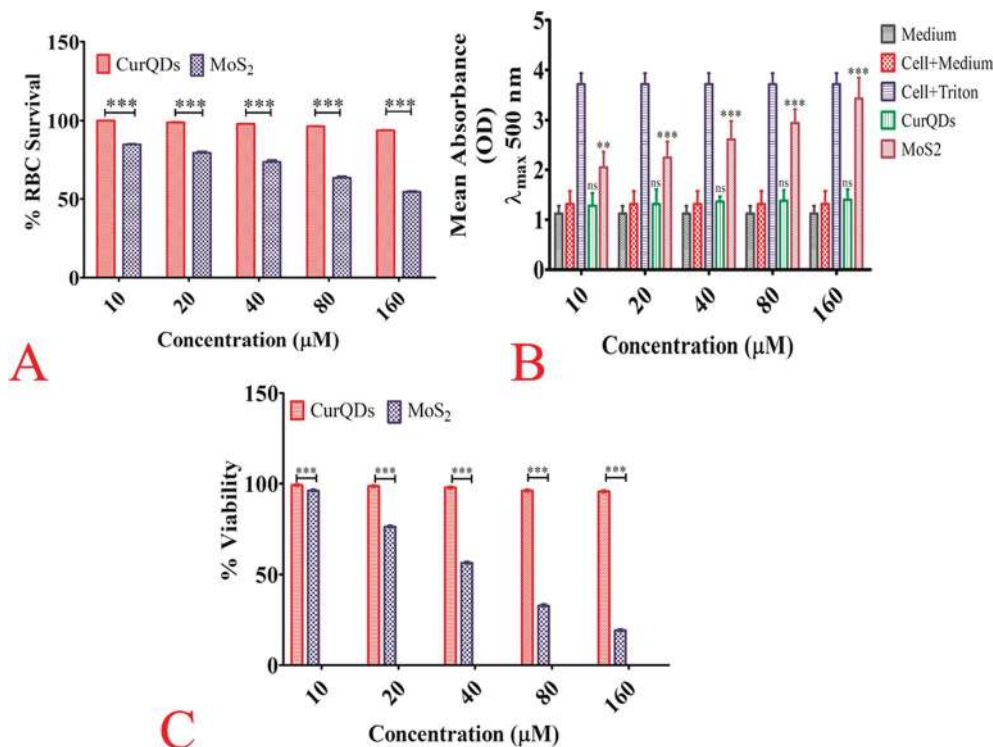 150
100
50
0
% RBC Survival
CurQDs MoS₂
*** *** *** *** ***
10 20 40 80 160
Concentration (µM)
A
5
4
3
2
1
0
Mean Absorbance
(OD)
λmax 500 nm
Medium
Cell+Medium
Cell+Triton
CurQDs
MoS2
ns ** ns *** ns *** ns *** ns ***
10 20 40 80 160
Concentration (µM)
B
150
100
50
0
% Viability
CurQDs MoS₂
*** *** *** *** ***
10 20 40 80 160
Concentration (µM)
C